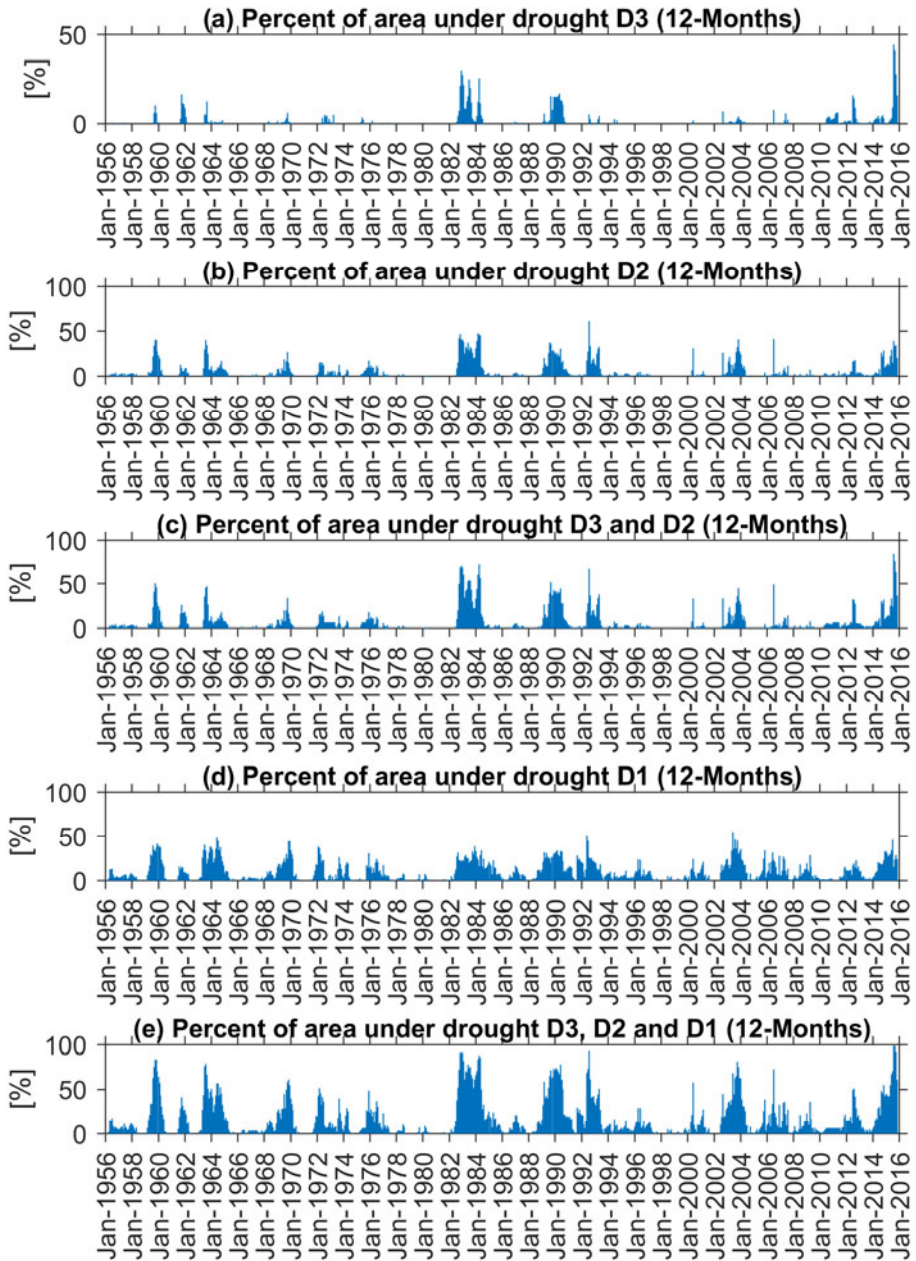 (a) Percent of area under drought D3 (12-Months)
50
0
[%]
Jan-1956
Jan-1958
Jan-1960
Jan-1962
Jan-1964
Jan-1966
Jan-1968
Jan-1970
Jan-1972
Jan-1974
Jan-1976
Jan-1978
Jan-1980
Jan-1982
Jan-1984
Jan-1986
Jan-1988
Jan-1990
Jan-1992
Jan-1994
Jan-1996
Jan-1998
Jan-2000
Jan-2002
Jan-2004
Jan-2006
Jan-2008
Jan-2010
Jan-2012
Jan-2014
Jan-2016
(b) Percent of area under drought D2 (12-Months)
100
50
0
[%]
Jan-1956
Jan-1958
Jan-1960
Jan-1962
Jan-1964
Jan-1966
Jan-1968
Jan-1970
Jan-1972
Jan-1974
Jan-1976
Jan-1978
Jan-1980
Jan-1982
Jan-1984
Jan-1986
Jan-1988
Jan-1990
Jan-1992
Jan-1994
Jan-1996
Jan-1998
Jan-2000
Jan-2002
Jan-2004
Jan-2006
Jan-2008
Jan-2010
Jan-2012
Jan-2014
Jan-2016
(c) Percent of area under drought D3 and D2 (12-Months)
100
50
0
[%]
Jan-1956
Jan-1958
Jan-1960
Jan-1962
Jan-1964
Jan-1966
Jan-1968
Jan-1970
Jan-1972
Jan-1974
Jan-1976
Jan-1978
Jan-1980
Jan-1982
Jan-1984
Jan-1986
Jan-1988
Jan-1990
Jan-1992
Jan-1994
Jan-1996
Jan-1998
Jan-2000
Jan-2002
Jan-2004
Jan-2006
Jan-2008
Jan-2010
Jan-2012
Jan-2014
Jan-2016
(d) Percent of area under drought D1 (12-Months)
100
50
0
[%]
Jan-1956
Jan-1958
Jan-1960
Jan-1962
Jan-1964
Jan-1966
Jan-1968
Jan-1970
Jan-1972
Jan-1974
Jan-1976
Jan-1978
Jan-1980
Jan-1982
Jan-1984
Jan-1986
Jan-1988
Jan-1990
Jan-1992
Jan-1994
Jan-1996
Jan-1998
Jan-2000
Jan-2002
Jan-2004
Jan-2006
Jan-2008
Jan-2010
Jan-2012
Jan-2014
Jan-2016
(e) Percent of area under drought D3, D2 and D1 (12-Months)
100
50
0
[%]
Jan-1956
Jan-1958
Jan-1960
Jan-1962
Jan-1964
Jan-1966
Jan-1968
Jan-1970
Jan-1972
Jan-1974
Jan-1976
Jan-1978
Jan-1980
Jan-1982
Jan-1984
Jan-1986
Jan-1988
Jan-1990
Jan-1992
Jan-1994
Jan-1996
Jan-1998
Jan-2000
Jan-2002
Jan-2004
Jan-2006
Jan-2008
Jan-2010
Jan-2012
Jan-2014
Jan-2016